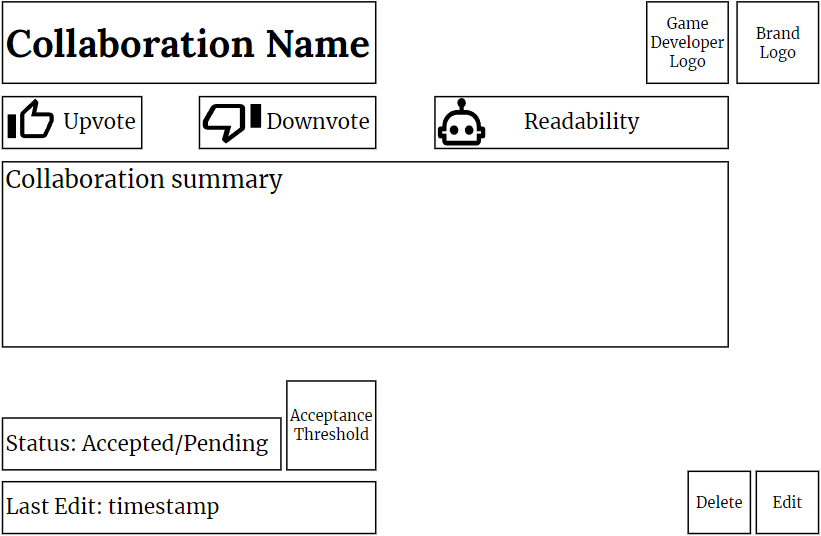 Collaboration Name
Game
Developer
Logo
Brand
Logo
Upvote
Downvote
Readability
Collaboration summary
Acceptance
Threshold
Status: Accepted/Pending
Last Edit: timestamp
Delete
Edit